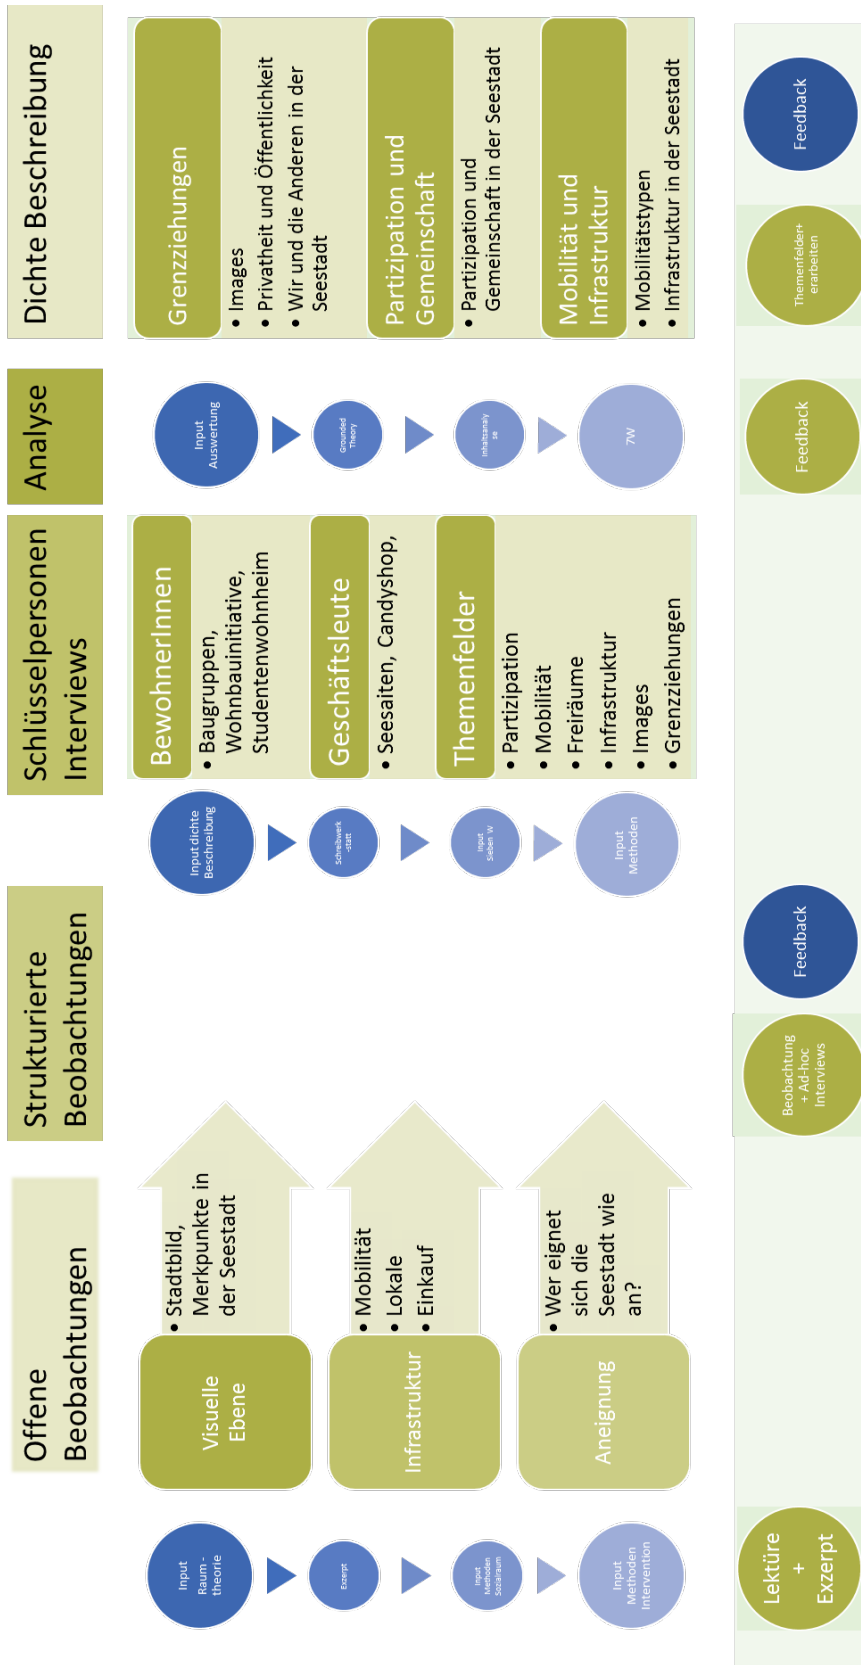 Offene
Beobachtungen
Strukturierte
Beobachtungen
Schlüsselpersonen
Interviews
Analyse
Dichte Beschreibung
Input
Raum -
theorie
Exzerpt
Input
Methoden
Sozialraum
Input
Methoden
Intervention
Visuelle
Ebene
• Stadtbild,
Merkpunkte in
der Seestadt
Infrastruktur
• Mobilität
• Lokale
• Einkauf
Aneignung
• Wer eignet
sich die
Seestadt wie
an?
Input dichte
Beschreibung
Schreibwerk
-statt
Input
Sieben W
Input
Methoden
BewohnerInnen
• Baugruppen,
Wohnbauinitiative,
Studentenwohnheim
Geschäftsleute
• Seesaiten, Candyshop,
Themenfelder
• Partizipation
• Mobilität
• Freiräume
• Infrastruktur
• Images
• Grenzziehungen
Input
Auswertung
Grounded
Theory
Inhaltsanaly
se
7W
Grenzziehungen
• Images
• Privatheit und Öffentlichkeit
• Wir und die Anderen in der
Seestadt
Partizipation und
Gemeinschaft
• Partizipation und
Gemeinschaft in der Seestadt
Mobilität und
Infrastruktur
• Mobilitätstypen
• Infrastruktur in der Seestadt
Lektüre
+
Exzerpt
Beobachtung
+ Ad-hoc
Interviews
Feedback
Feedback
Themenfelder+
erarbeiten
Feedback